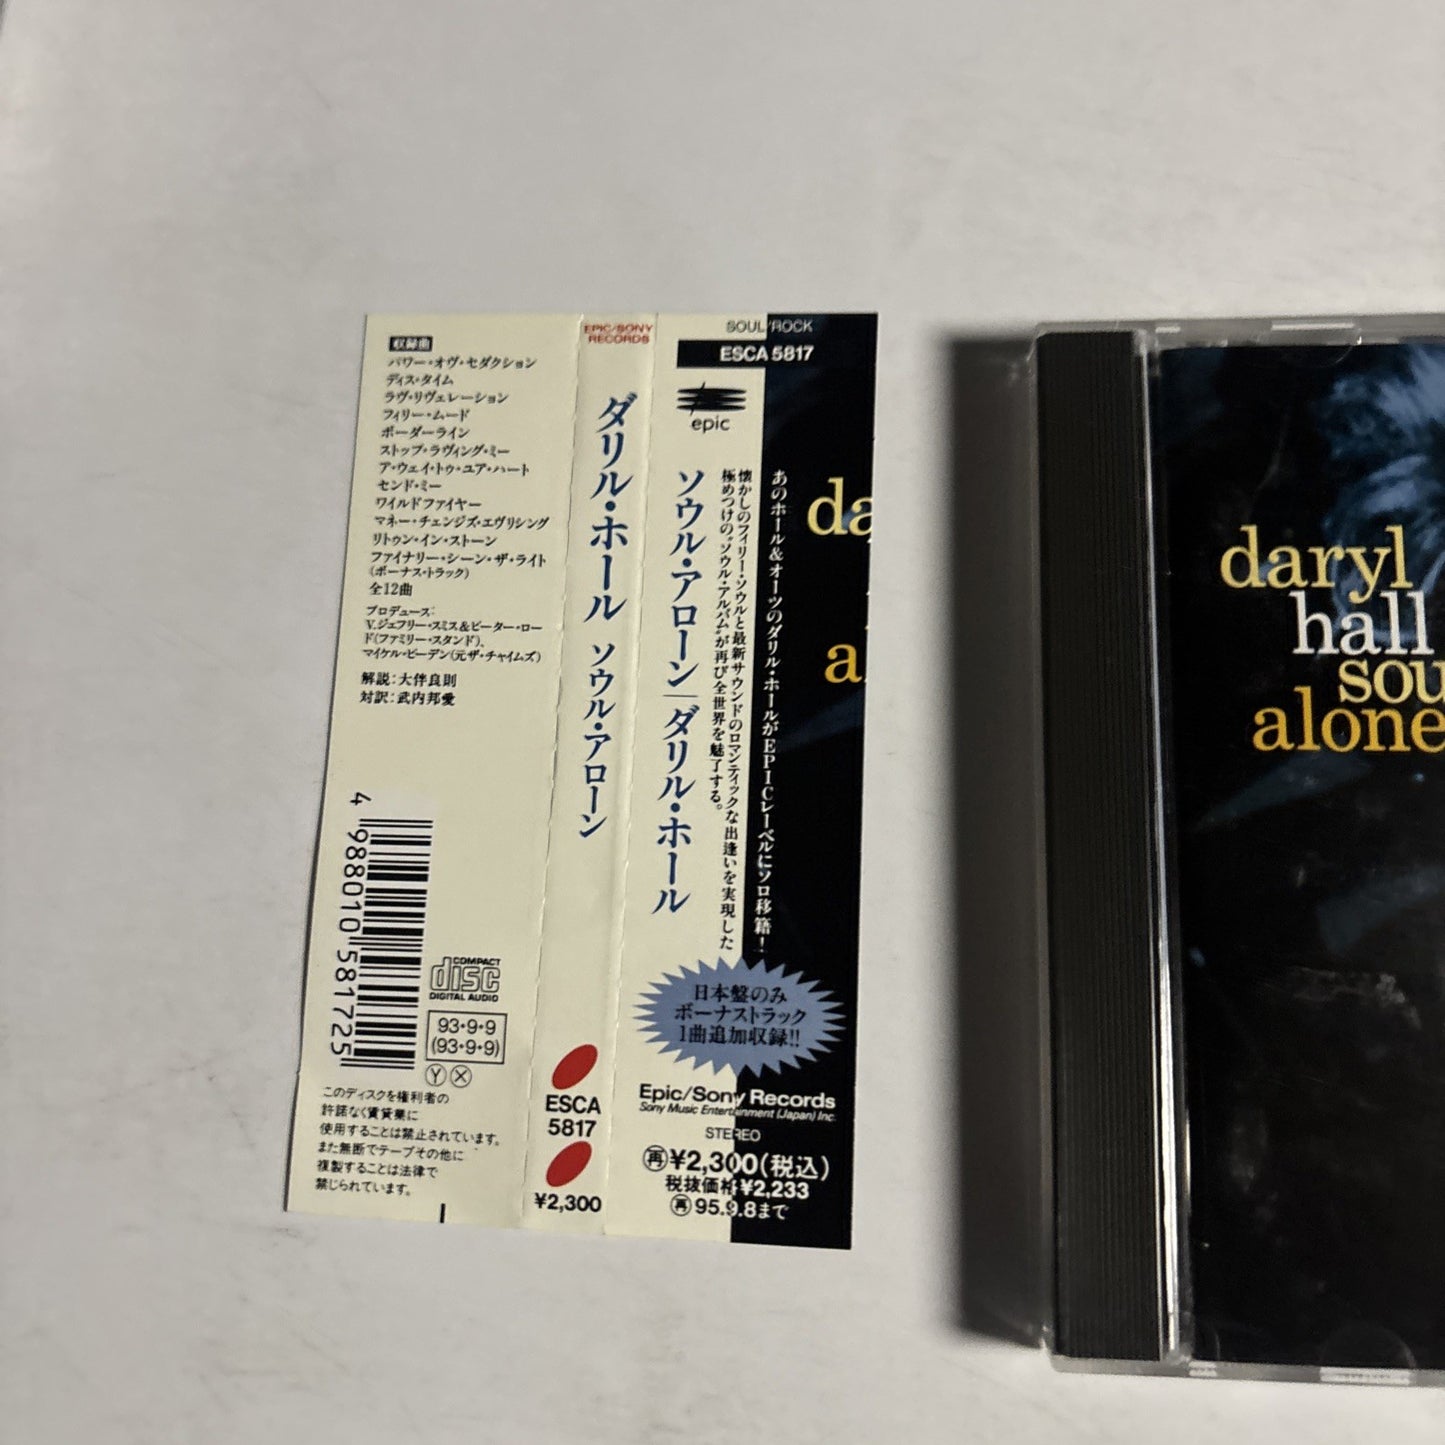 収録曲
パワー・オヴ・セダクション
ディス・タイム
ラヴ・リヴェレーション
フィリー・ムード
ボーダーライン
ストップ・ラヴィング・ミー
ア・ウェイ・トゥ・ユア・ハート
センド・ミー
ワイルドファイヤー
マネー・チェンジズ・エヴリシング
リトゥン・イン・ストーン
ファイナリー・シーン・ザ・ライト
(ボーナス・トラック)
全12曲
プロデュース:
V.ジェフリー・スミス&ピーター・ロー
ド(ファミリー・スタンド)、
マイケル・ピーデン(元ザ・チャイムズ)
解説:大伴良則
対訳:武内邦愛
4 988010 581725
COMPACT
disc
DIGITAL AUDIO
93・9・9
(93・9・9)
Ⓨ Ⓧ
このディスクを権利者の
許諾なく賃貸業に
使用することは禁止されています。
また無断でテープその他に
複製することは法律で
禁じられています。
EPIC/SONY
RECORDS
ダリル・ホール ソウル・アローン
ESCA
5817
¥2,300
SOUL/ROCK
ESCA 5817
epic
あのホール&オーツのダリル・ホールがEPICレーベルにソロ移籍!
懐かしのフィリー・ソウルと最新サウンドのロマンティックな出逢いを実現した
極めつけの“ソウル・アルバム”が再び全世界を魅了する。
ソウル・アローン|ダリル・ホール
da
a
日本盤のみ
ボーナストラック
1曲追加収録!!
Epic/Sony Records
Sony Music Entertainment (Japan) Inc.
STEREO
再¥2,300(税込)
税抜価格¥2,233
再95.9.8まで
daryl
hall
sou
alone